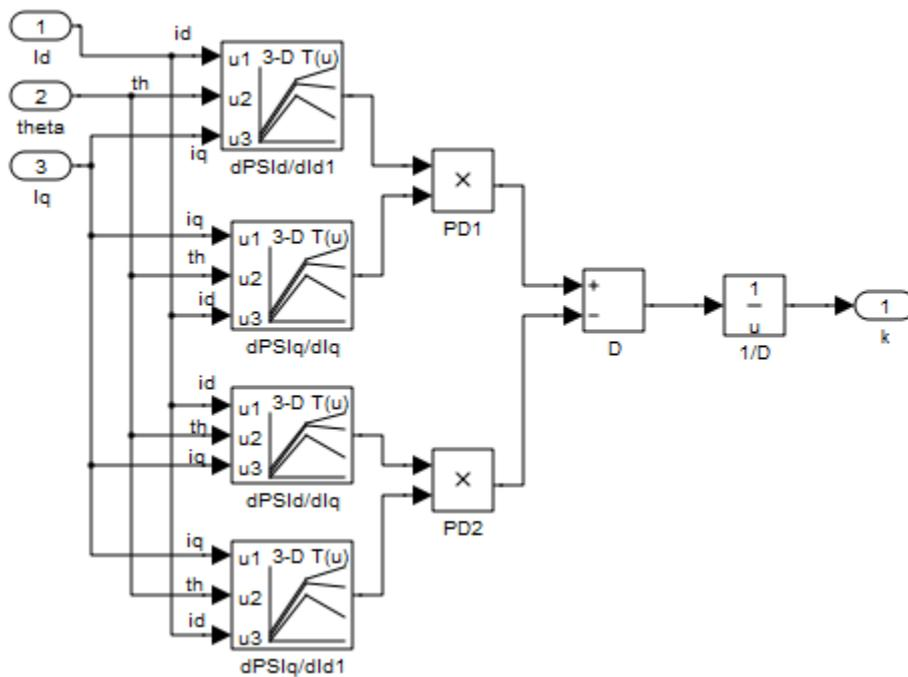 1
Id
2
theta
3
Iq
id
th
iq
u1
u2
u3
3-D T(u)
dPSId/dId1
iq
th
id
u1
u2
u3
3-D T(u)
dPSIq/dIq
id
th
iq
u1
u2
u3
3-D T(u)
dPSId/dIq
iq
th
id
u1
u2
u3
3-D T(u)
dPSIq/dId1
×
PD1
×
PD2
+
−
D
1
u
1/D
1
k